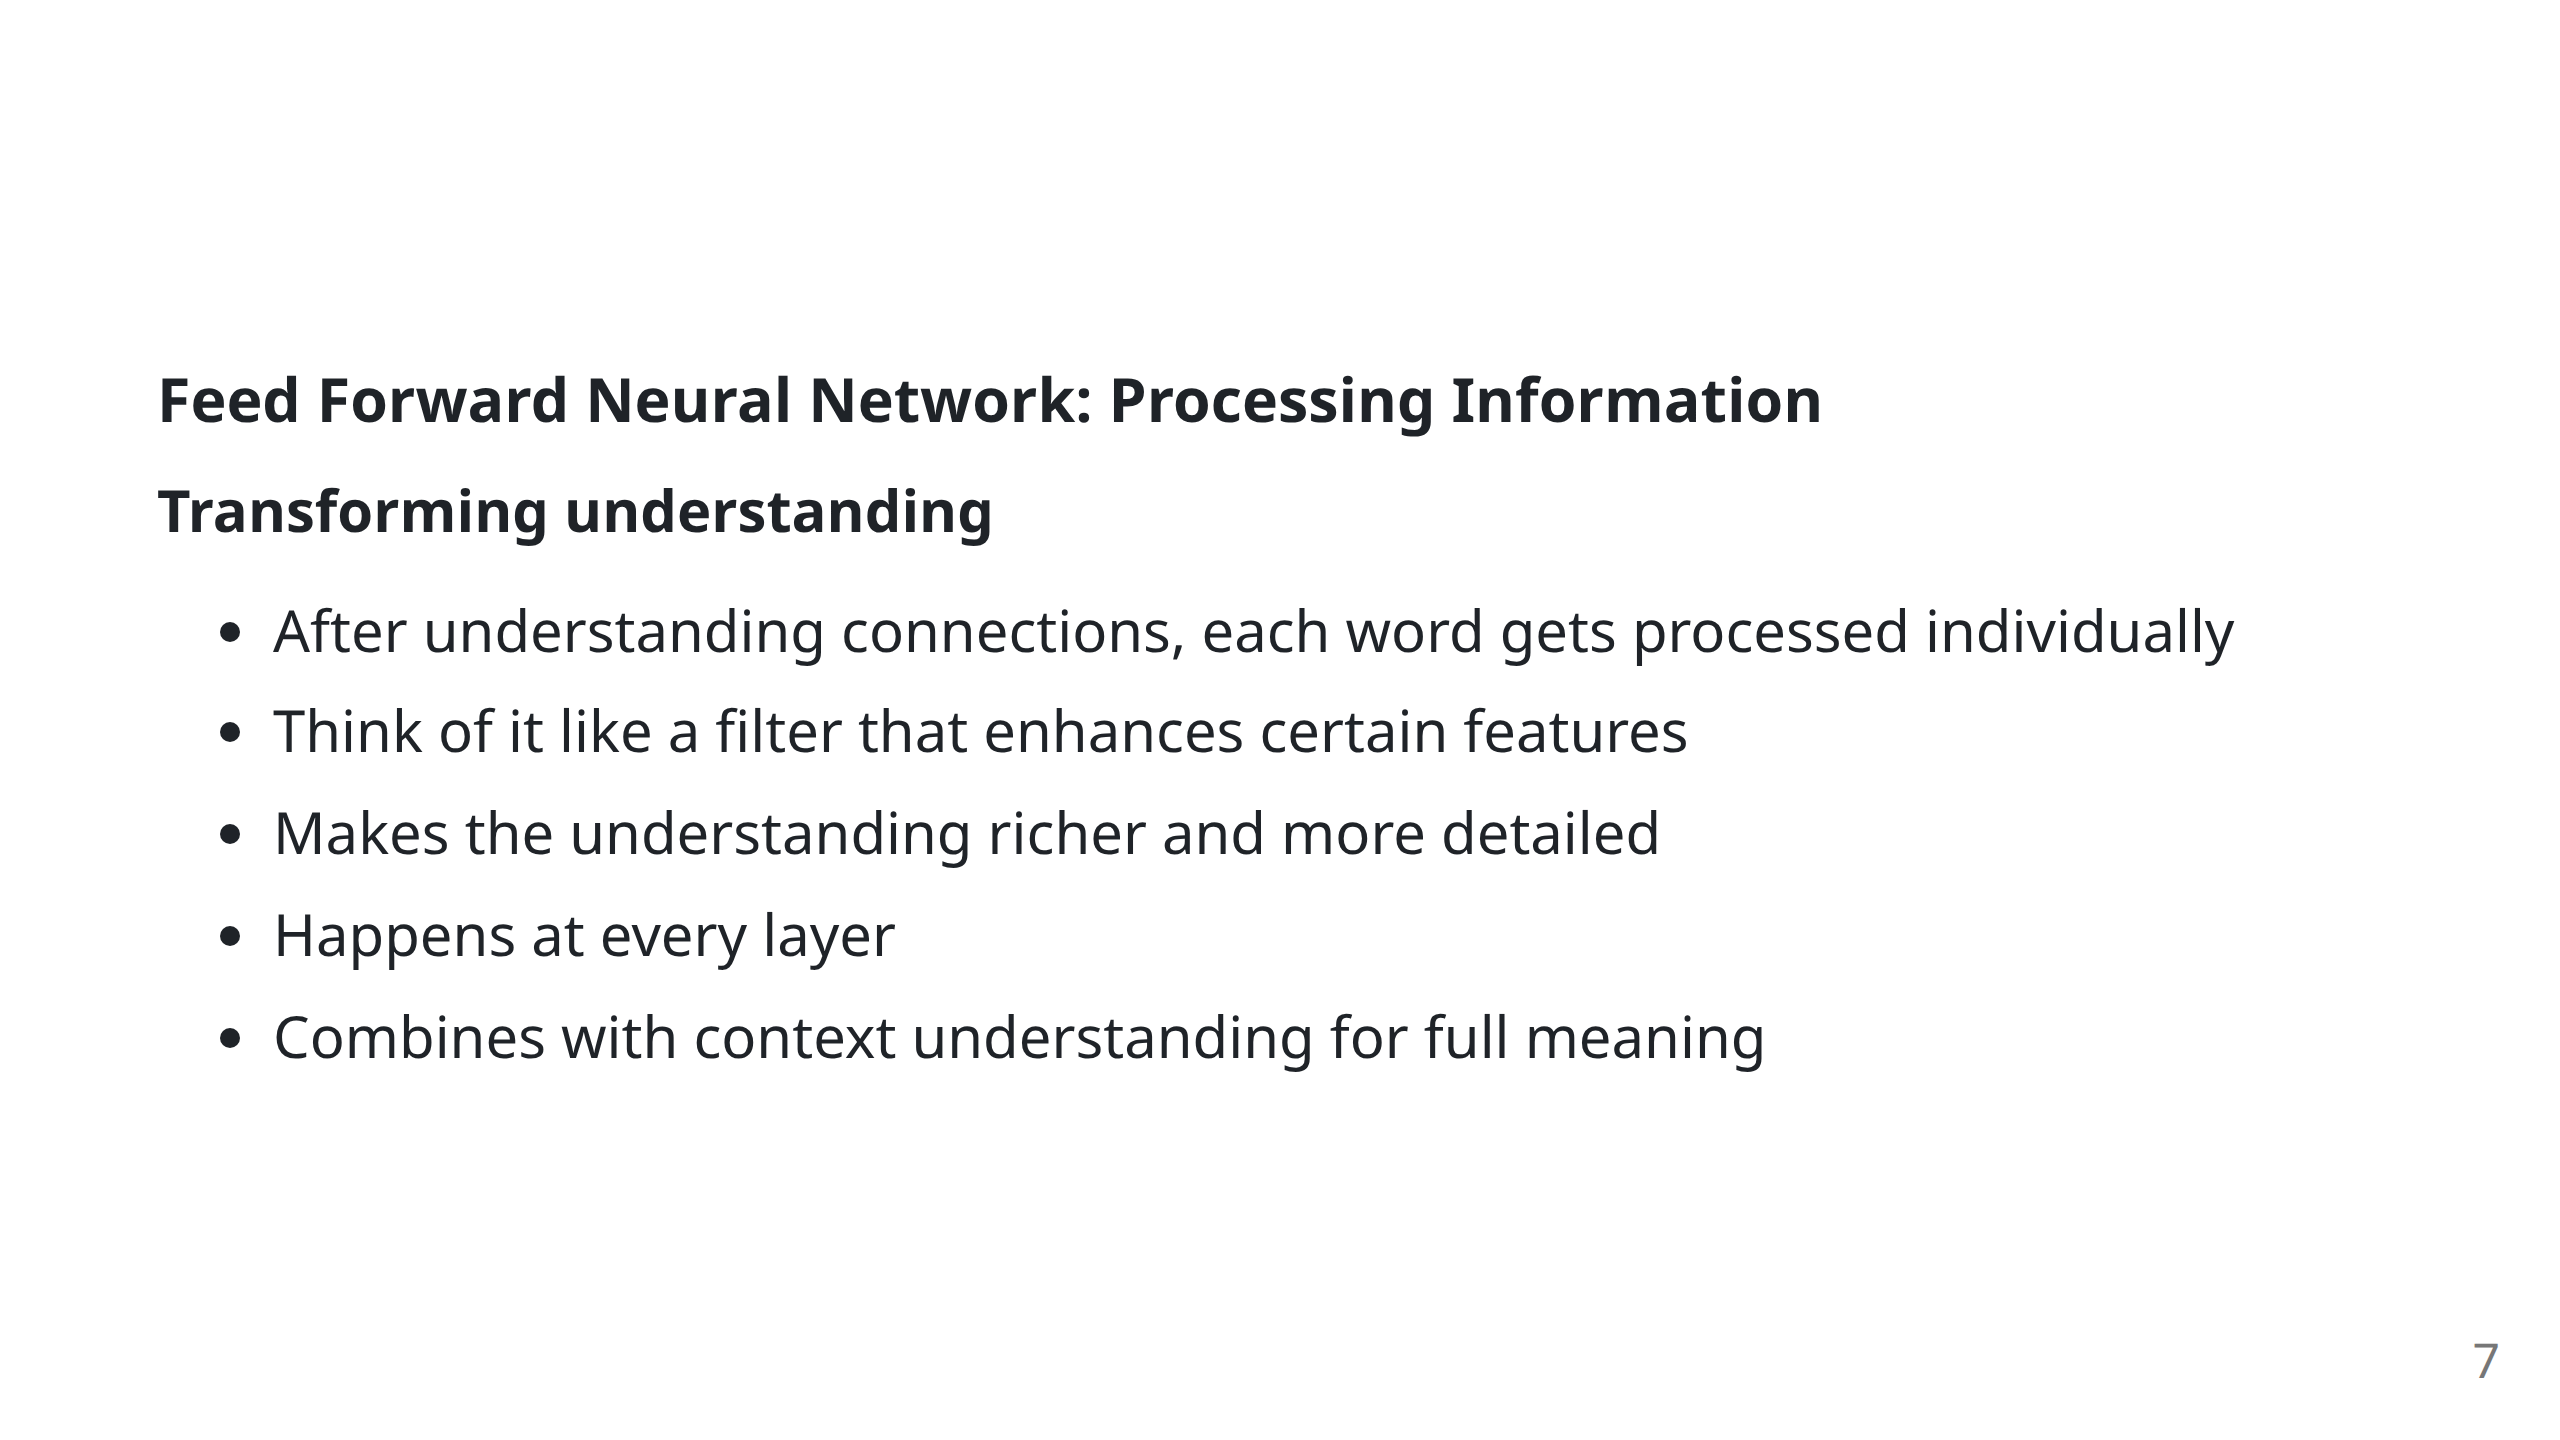 Feed Forward Neural Network: Processing Information
Transforming understanding
• After understanding connections, each word gets processed individually
• Think of it like a filter that enhances certain features
• Makes the understanding richer and more detailed
• Happens at every layer
• Combines with context understanding for full meaning
7